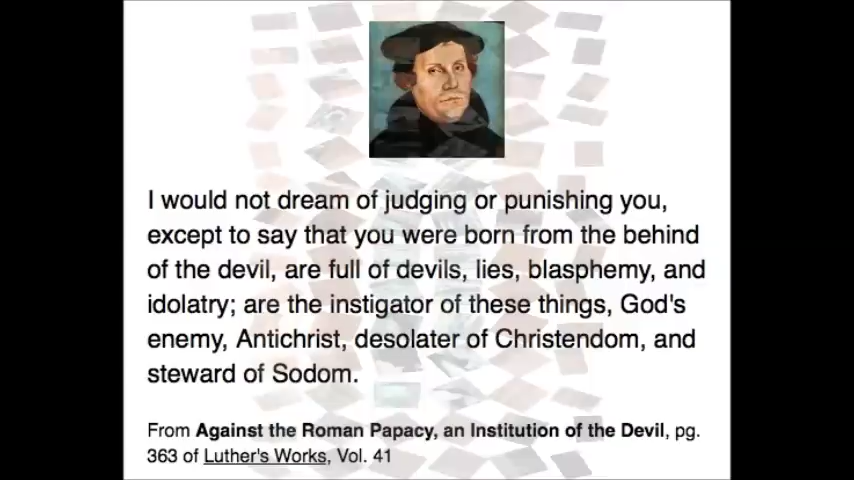 I would not dream of judging or punishing you,
except to say that you were born from the behind
of the devil, are full of devils, lies, blasphemy, and
idolatry; are the instigator of these things, God's
enemy, Antichrist, desolater of Christendom, and
steward of Sodom.
From Against the Roman Papacy, an Institution of the Devil, pg.
363 of Luther's Works, Vol. 41